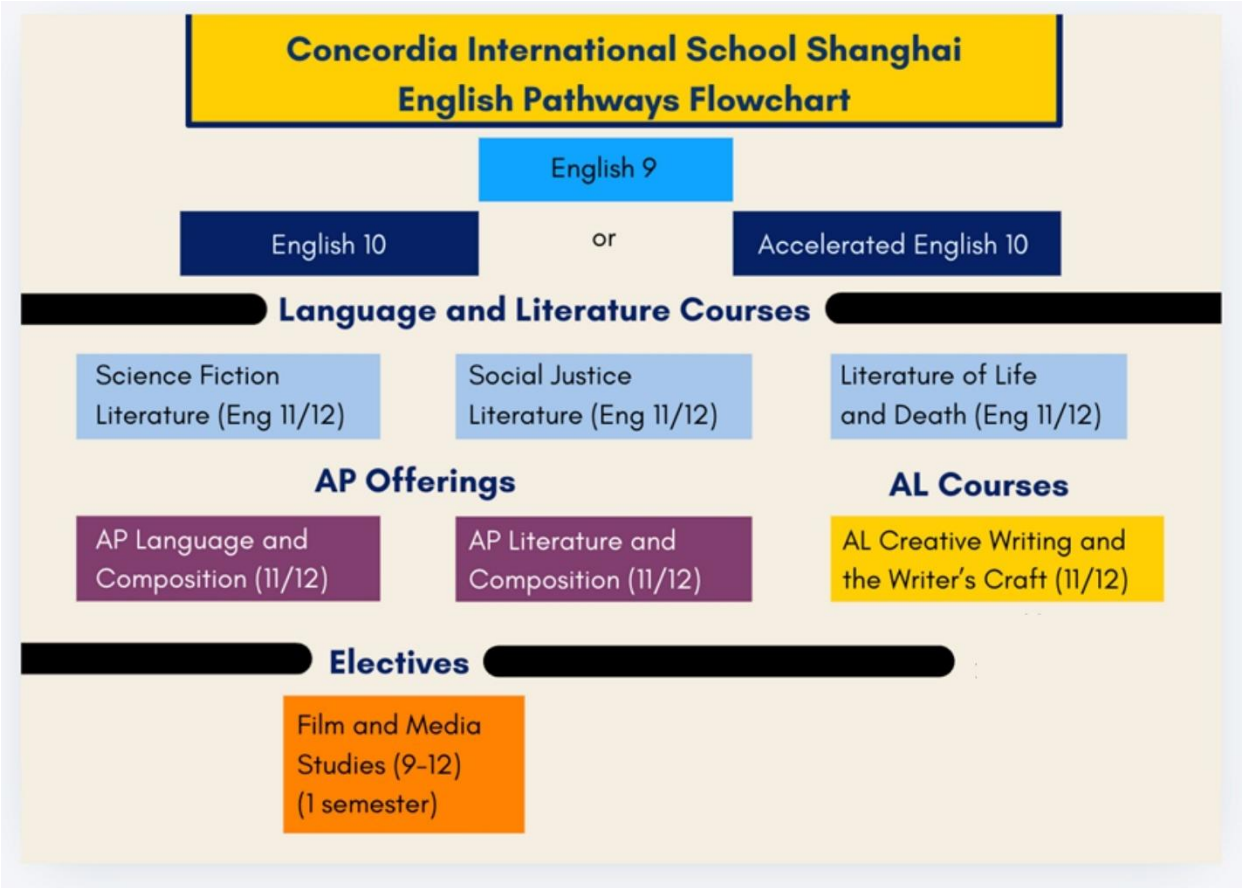 Concordia International School Shanghai
English Pathways Flowchart
English 9
English 10
or
Accelerated English 10
Language and Literature Courses
Science Fiction
Literature (Eng 11/12)
Social Justice
Literature (Eng 11/12)
Literature of Life
and Death (Eng 11/12)
AP Offerings
AP Language and
Composition (11/12)
AP Literature and
Composition (11/12)
AL Courses
AL Creative Writing and
the Writer's Craft (11/12)
Electives
Film and Media
Studies (9-12)
(1 semester)